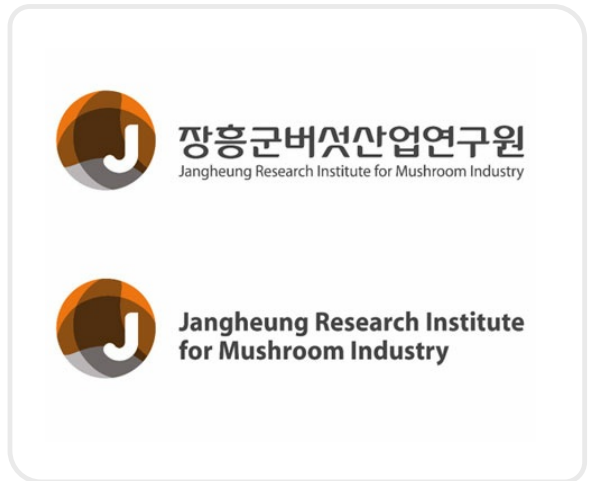 J
장흥군버섯산업연구원
Jangheung Research Institute for Mushroom Industry
J
Jangheung Research Institute
for Mushroom Industry